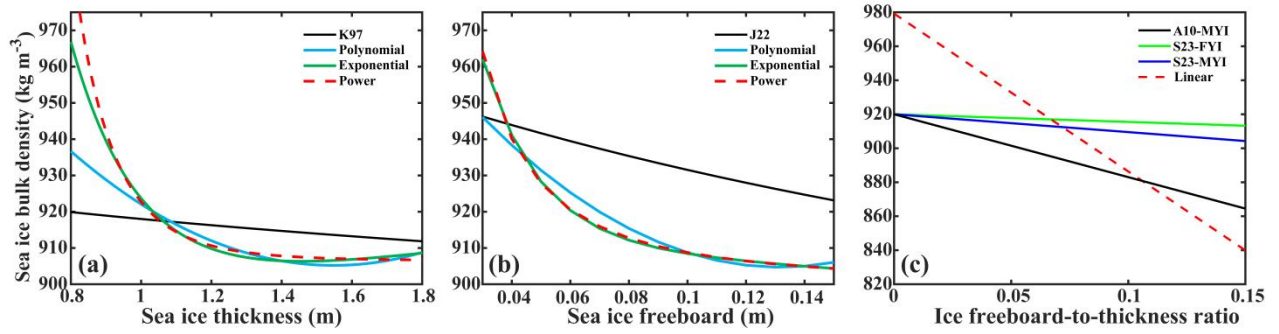 Sea ice bulk density (kg m⁻³)
975
970
960
950
940
930
920
910
900
0.8
1
1.2
1.4
1.6
1.8
Sea ice thickness (m)
(a)
K97
Polynomial
Exponential
Power
975
970
960
950
940
930
920
910
900
0.04
0.06
0.08
0.1
0.12
0.14
Sea ice freeboard (m)
(b)
J22
Polynomial
Exponential
Power
980
960
940
920
900
880
860
840
820
0
0.05
0.1
0.15
Ice freeboard-to-thickness ratio
(c)
A10-MYI
S23-FYI
S23-MYI
Linear